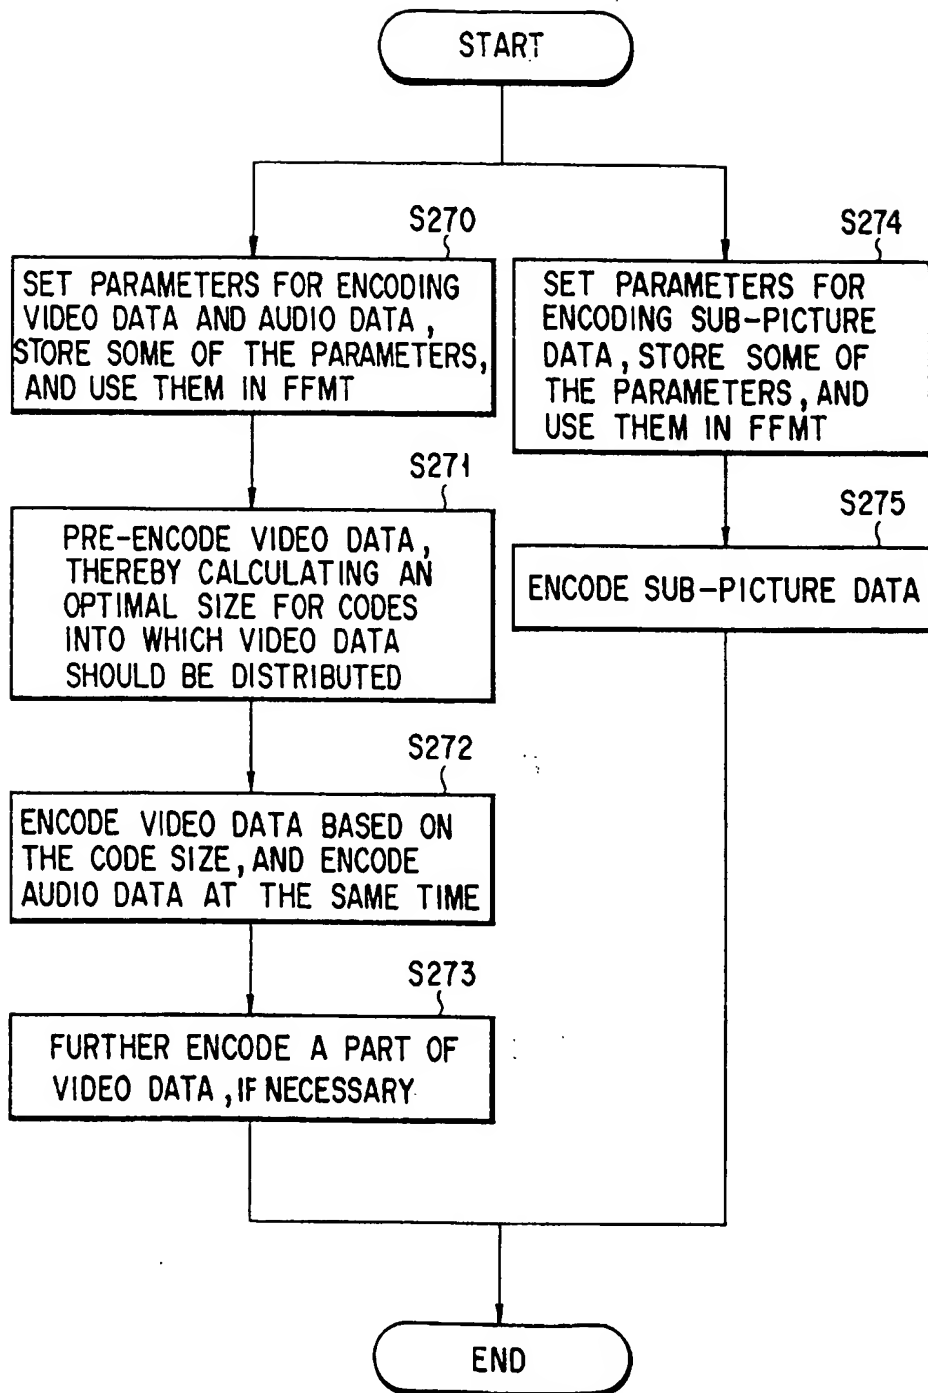 START
S270
SET PARAMETERS FOR ENCODING
VIDEO DATA AND AUDIO DATA,
STORE SOME OF THE PARAMETERS,
AND USE THEM IN FFMT
S271
PRE-ENCODE VIDEO DATA,
THEREBY CALCULATING AN
OPTIMAL SIZE FOR CODES
INTO WHICH VIDEO DATA
SHOULD BE DISTRIBUTED
S272
ENCODE VIDEO DATA BASED ON
THE CODE SIZE, AND ENCODE
AUDIO DATA AT THE SAME TIME
S273
FURTHER ENCODE A PART OF
VIDEO DATA, IF NECESSARY
S274
SET PARAMETERS FOR
ENCODING SUB-PICTURE
DATA, STORE SOME OF
THE PARAMETERS, AND
USE THEM IN FFMT
S275
ENCODE SUB-PICTURE DATA
END